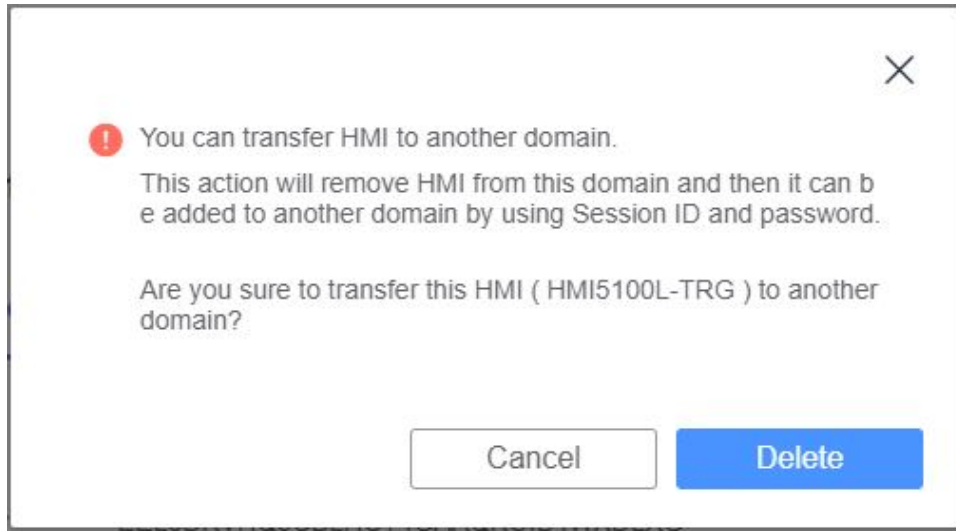 You can transfer HMI to another domain.
This action will remove HMI from this domain and then it can b
e added to another domain by using Session ID and password.
Are you sure to transfer this HMI ( HMI5100L-TRG ) to another
domain?
Cancel
Delete